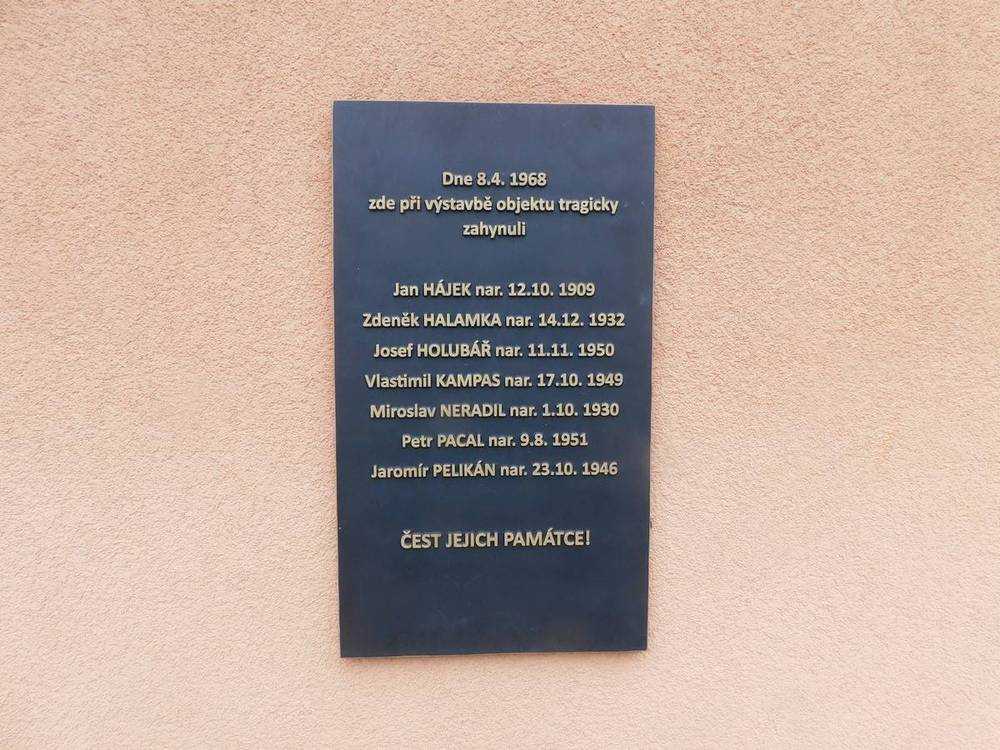 Dne 8.4. 1968
zde při výstavbě objektu tragicky
zahynuli
Jan HÁJEK nar. 12.10. 1909
Zdeněk HALAMKA nar. 14.12. 1932
Josef HOLUBÁŘ nar. 11.11. 1950
Vlastimil KAMPAS nar. 17.10. 1949
Miroslav NERADIL nar. 1.10. 1930
Petr PACAL nar. 9.8. 1951
Jaromír PELIKÁN nar. 23.10. 1946
ČEST JEJICH PAMÁTCE!